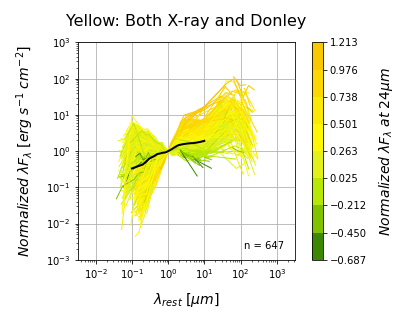 Yellow: Both X-ray and Donley
Normalized λF_λ [erg s⁻¹ cm⁻²]
10³
10²
10¹
10⁰
10⁻¹
10⁻²
10⁻³
n = 647
10⁻² 10⁻¹ 10⁰ 10¹ 10² 10³
λ_rest [μm]
1.213
0.976
0.738
0.501
0.263
0.025
−0.212
−0.450
−0.687
Normalized λF_λ at 24μm